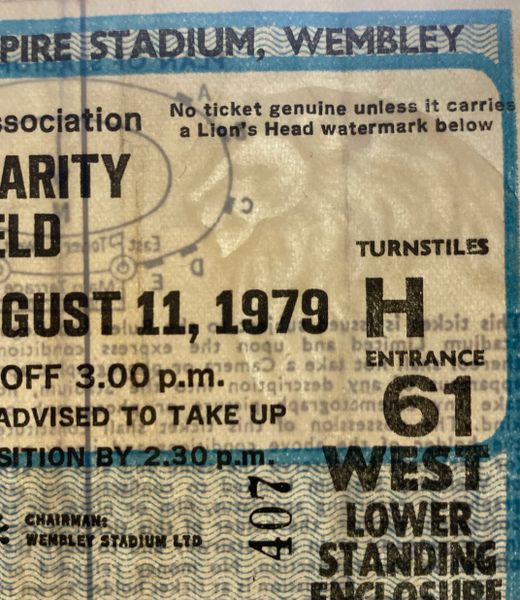 PIRE STADIUM, WEMBLEY
ssociation
No ticket genuine unless it carries
a Lion's Head watermark below
ARITY
ELD
TURNSTILES
GUST 11, 1979
H
ENTRANCE
OFF 3.00 p.m.
61
ADVISED TO TAKE UP
SITION BY 2.30 p.m.
WEST
407
CHAIRMAN:
WEMBLEY STADIUM LTD
LOWER
STANDING
ENCLOSURE
A
C
D
E